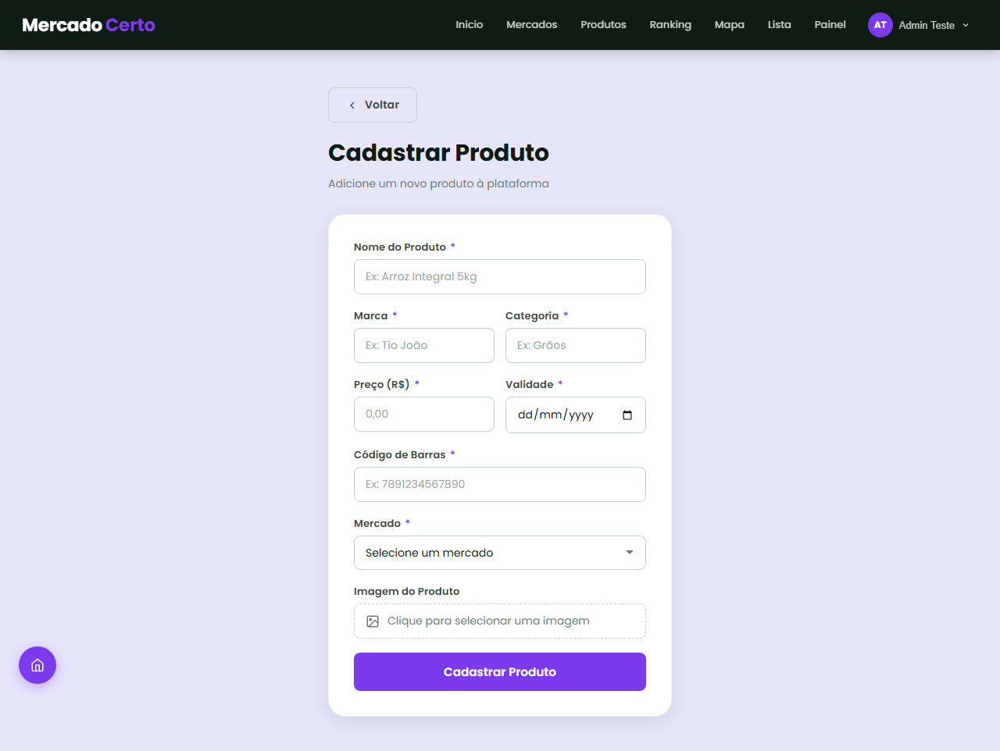 Mercado Certo
Inicio
Mercados
Produtos
Ranking
Mapa
Lista
Painel
AT
Admin Teste
Voltar
Cadastrar Produto
Adicione um novo produto à plataforma
Nome do Produto *
Ex: Arroz Integral 5kg
Marca *
Categoria *
Ex: Tio João
Ex: Grãos
Preço (R$) *
Validade *
0,00
dd/mm/yyyy
Código de Barras *
Ex: 7891234567890
Mercado *
Selecione um mercado
Imagem do Produto
Clique para selecionar uma imagem
Cadastrar Produto